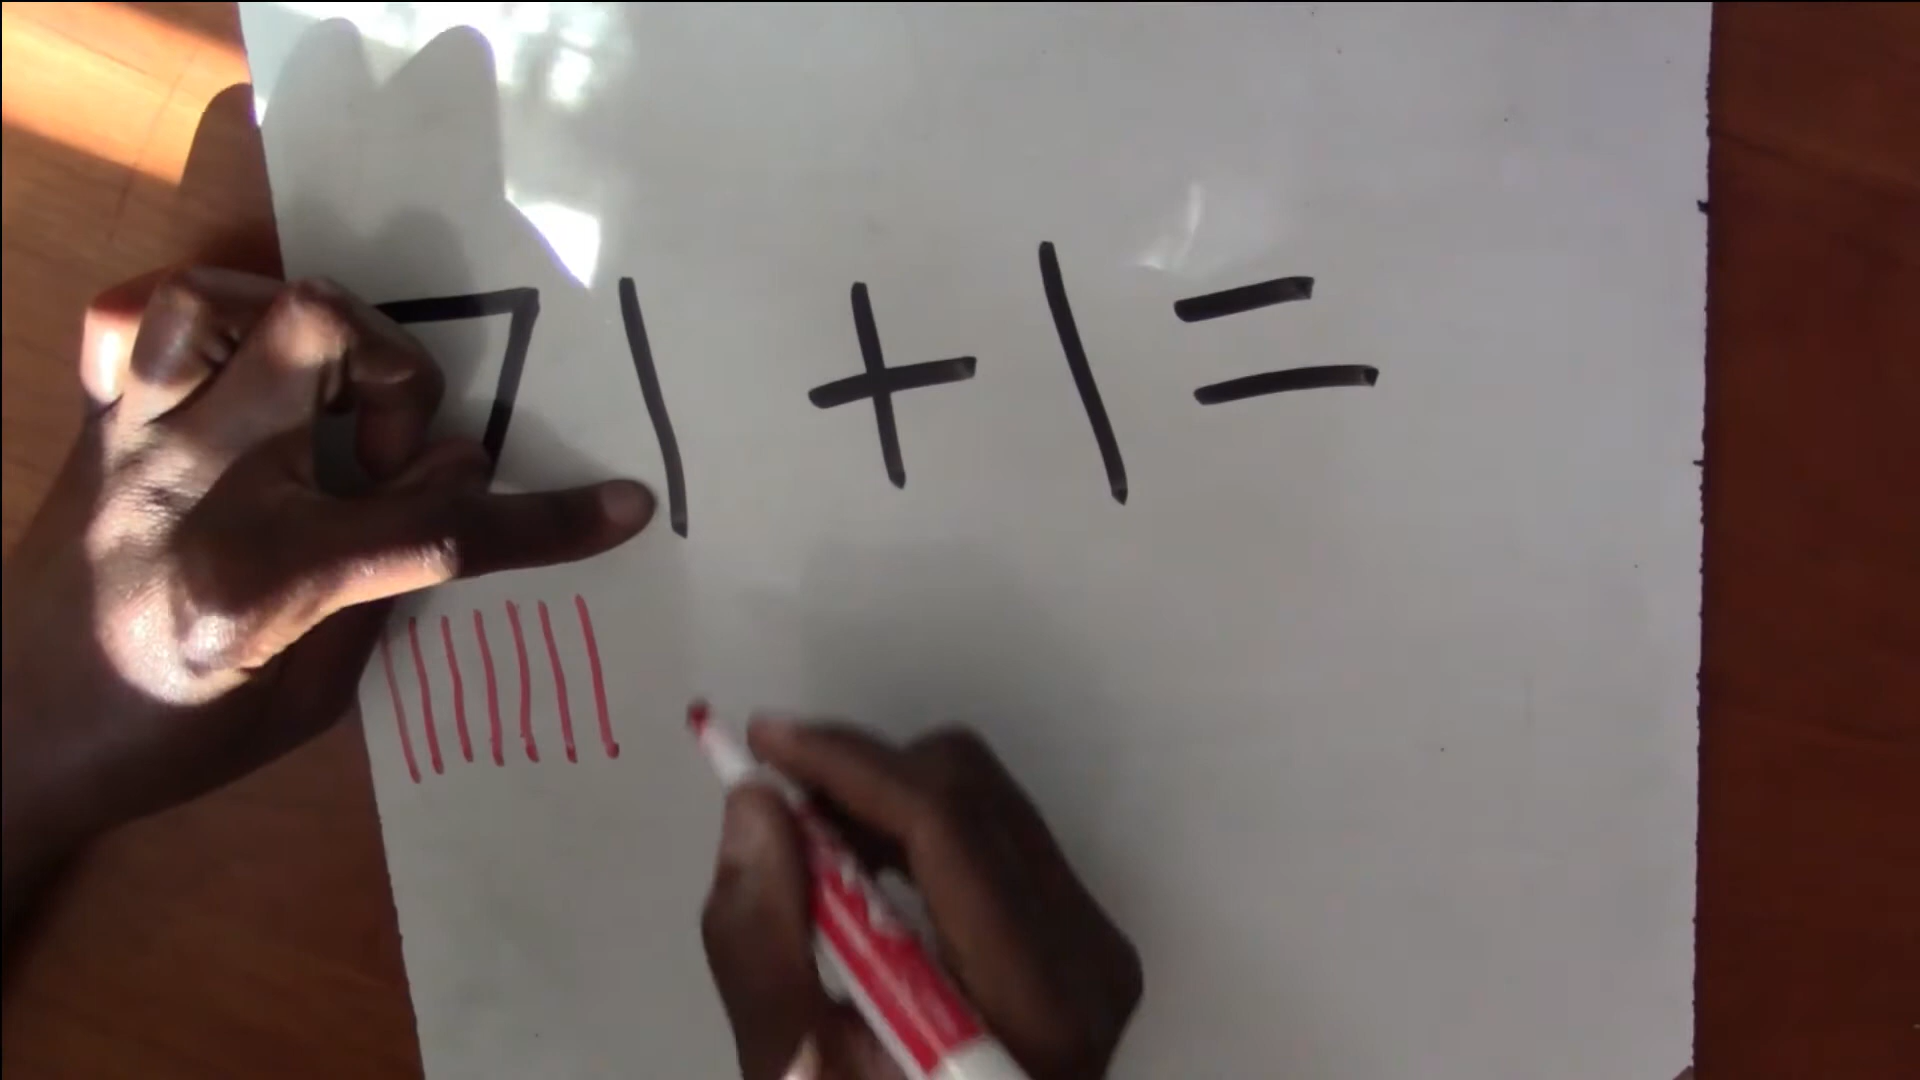 71 + 1 =